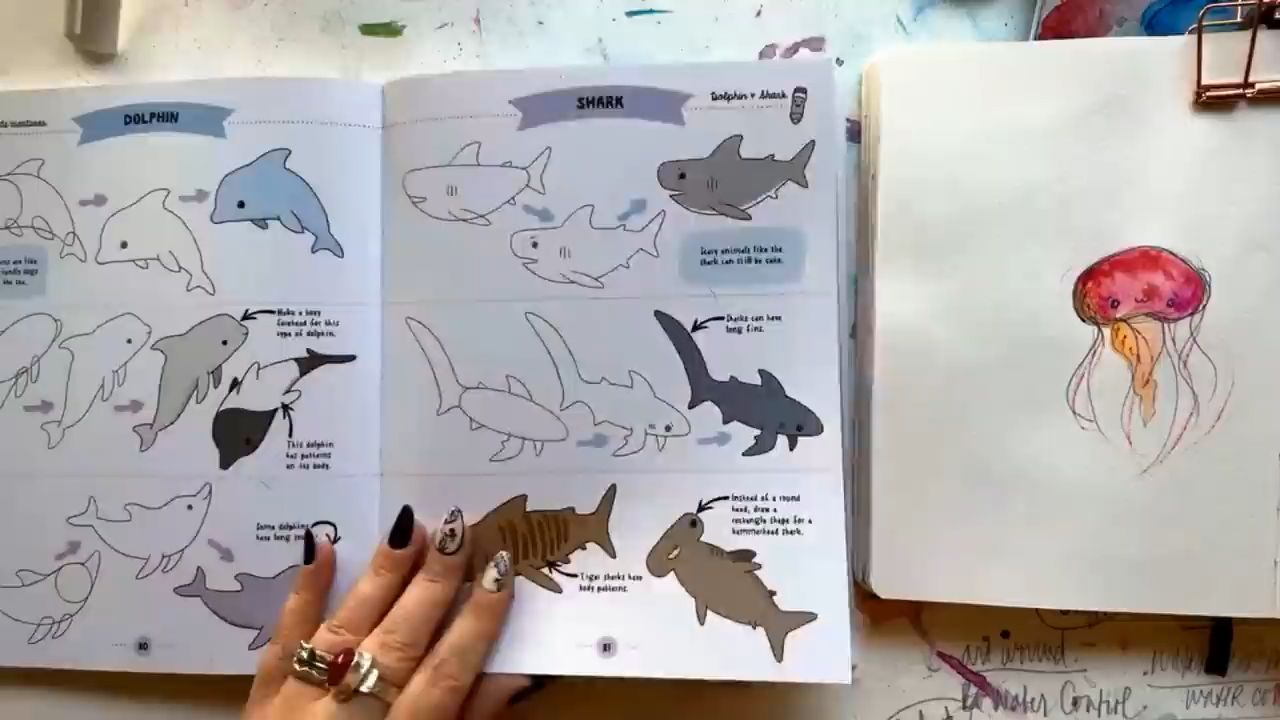 DOLPHIN
Make a boxy
forehead for this
type of dolphin.
This dolphin
has patterns
on its body.
Some dolphins
have long
80
SHARK
Dolphin + Shark
Scary animals like the
shark can still be cute.
Sharks can have
long fins.
Instead of a round
head, draw a
rectangle shape for a
hammerhead shark.
Tiger sharks have
body patterns.
81
Water Control